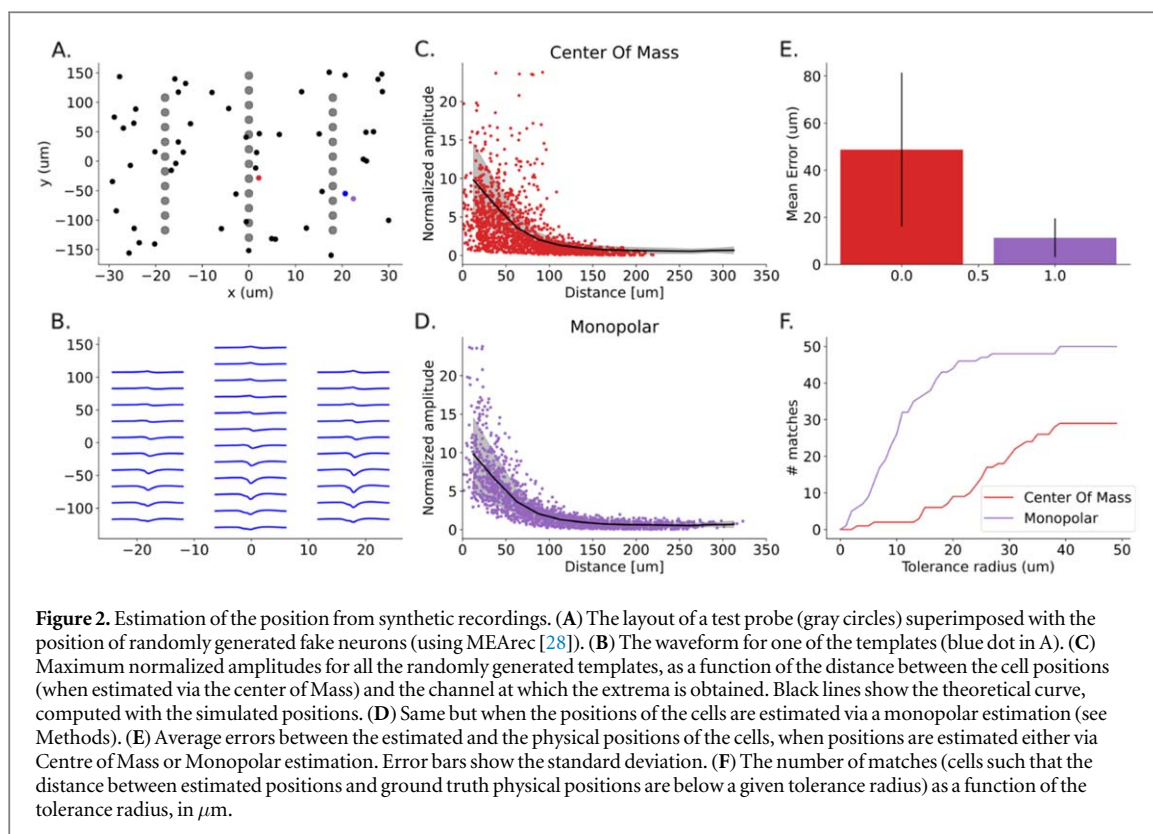 A.
150
100
50
0
−50
−100
−150
y (um)
−30
−20
−10
0
10
20
30
x (um)
B.
150
100
50
0
−50
−100
−20
−10
0
10
20
C.
Center Of Mass
20
15
10
5
0
Normalized amplitude
0
50
100
150
200
250
300
350
Distance [um]
D.
Monopolar
20
15
10
5
0
Normalized amplitude
0
50
100
150
200
250
300
350
Distance [um]
E.
80
60
40
20
0
Mean Error (um)
0.0
0.5
1.0
F.
50
40
30
20
10
0
# matches
0
10
20
30
40
50
Tolerance radius (um)
Center Of Mass
Monopolar
Figure 2. Estimation of the position from synthetic recordings. (A) The layout of a test probe (gray circles) superimposed with the
position of randomly generated fake neurons (using MEArec [28]). (B) The waveform for one of the templates (blue dot in A). (C)
Maximum normalized amplitudes for all the randomly generated templates, as a function of the distance between the cell positions
(when estimated via the center of Mass) and the channel at which the extrema is obtained. Black lines show the theoretical curve,
computed with the simulated positions. (D) Same but when the positions of the cells are estimated via a monopolar estimation (see
Methods). (E) Average errors between the estimated and the physical positions of the cells, when positions are estimated either via
Centre of Mass or Monopolar estimation. Error bars show the standard deviation. (F) The number of matches (cells such that the
distance between estimated positions and ground truth physical positions are below a given tolerance radius) as a function of the
tolerance radius, in μm.